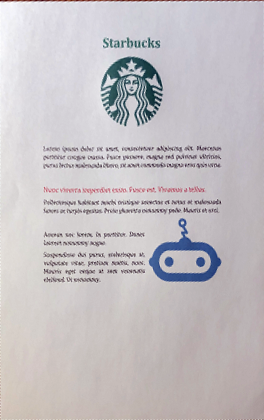 Starbucks
Lorem ipsum dolor sit amet, consectetuer adipiscing elit. Maecenas
porttitor congue massa. Fusce posuere, magna sed pulvinar ultricies,
purus lectus malesuada libero, sit amet commodo magna eros quis urna.
Nunc viverra imperdiet enim. Fusce est. Vivamus a tellus.
Pellentesque habitant morbi tristique senectus et netus et malesuada
fames ac turpis egestas. Proin pharetra nonummy pede. Mauris et orci.
Aenean nec lorem. In porttitor. Donec
laoreet nonummy augue.
Suspendisse dui purus, scelerisque at,
vulputate vitae, pretium mattis, nunc.
Mauris eget neque at sem venenatis
eleifend. Ut nonummy.